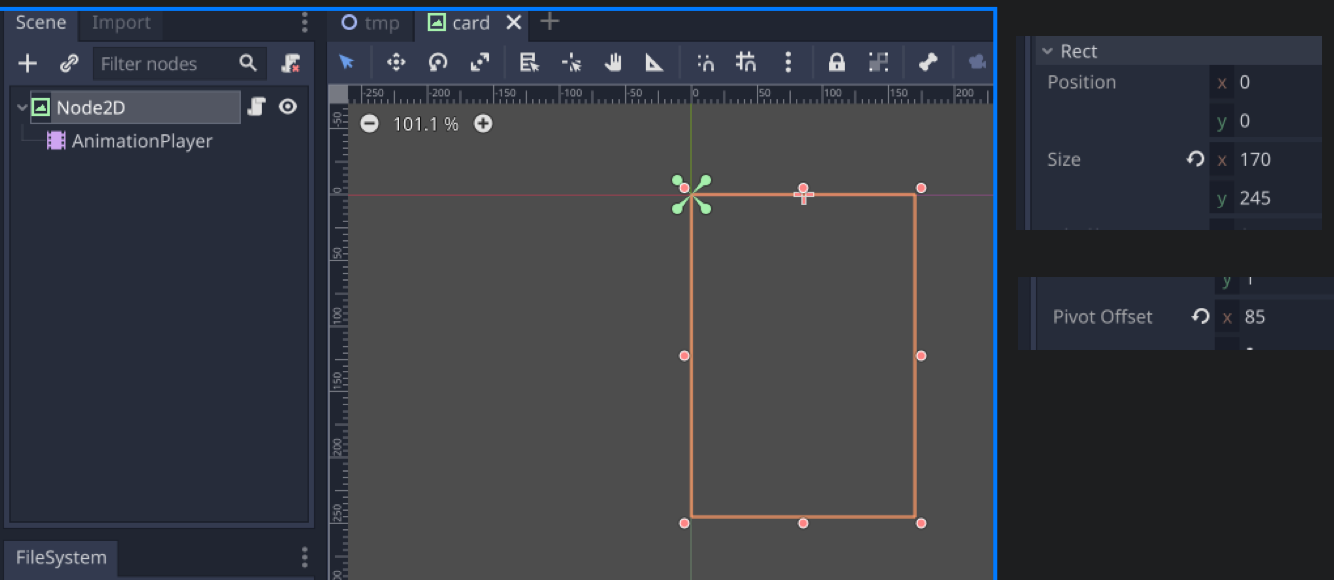 Scene Import
tmp card
Filter nodes
Node2D
AnimationPlayer
FileSystem
-250 -200 -150 -100 -50 0 50 100 150 200
101.1 %
-50
0
50
100
150
200
250
Rect
Position x 0
y 0
Size x 170
y 245
y 1
Pivot Offset x 85